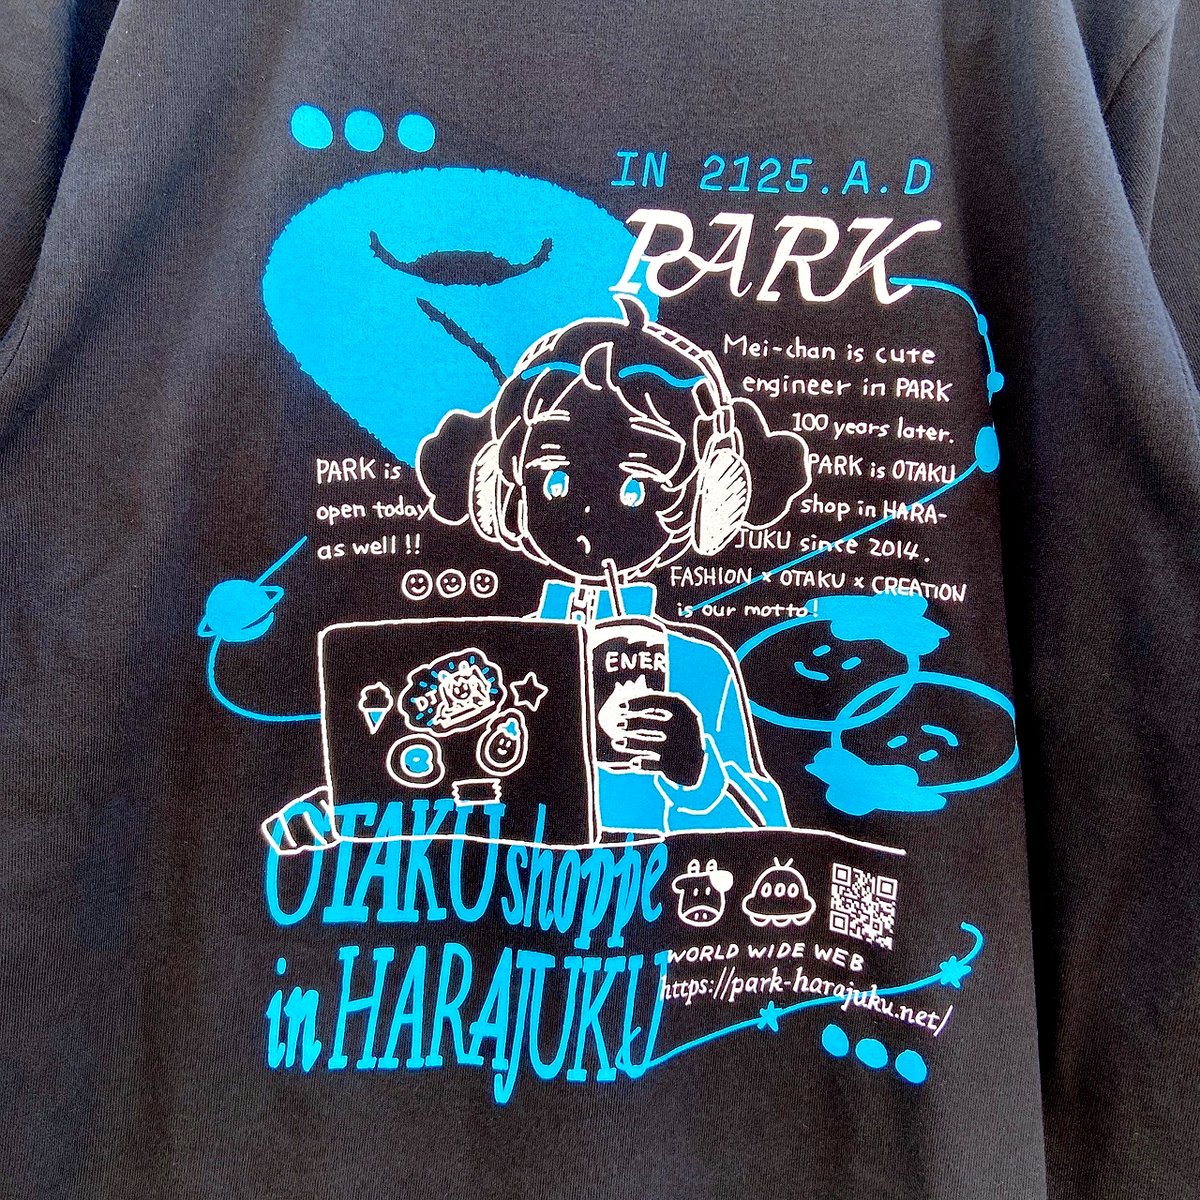 IN 2125.A.D
PARK
Mei-chan is cute
engineer in PARK
100 years later.
PARK is OTAKU
shop in HARA-
JUKU since 2014.
FASHION × OTAKU × CREATION
is our motto!
PARK is
open today
as well!!
ENER
DJ
OTAKU shoppe
in HARAJUKU
WORLD WIDE WEB
https://park-harajuku.net/